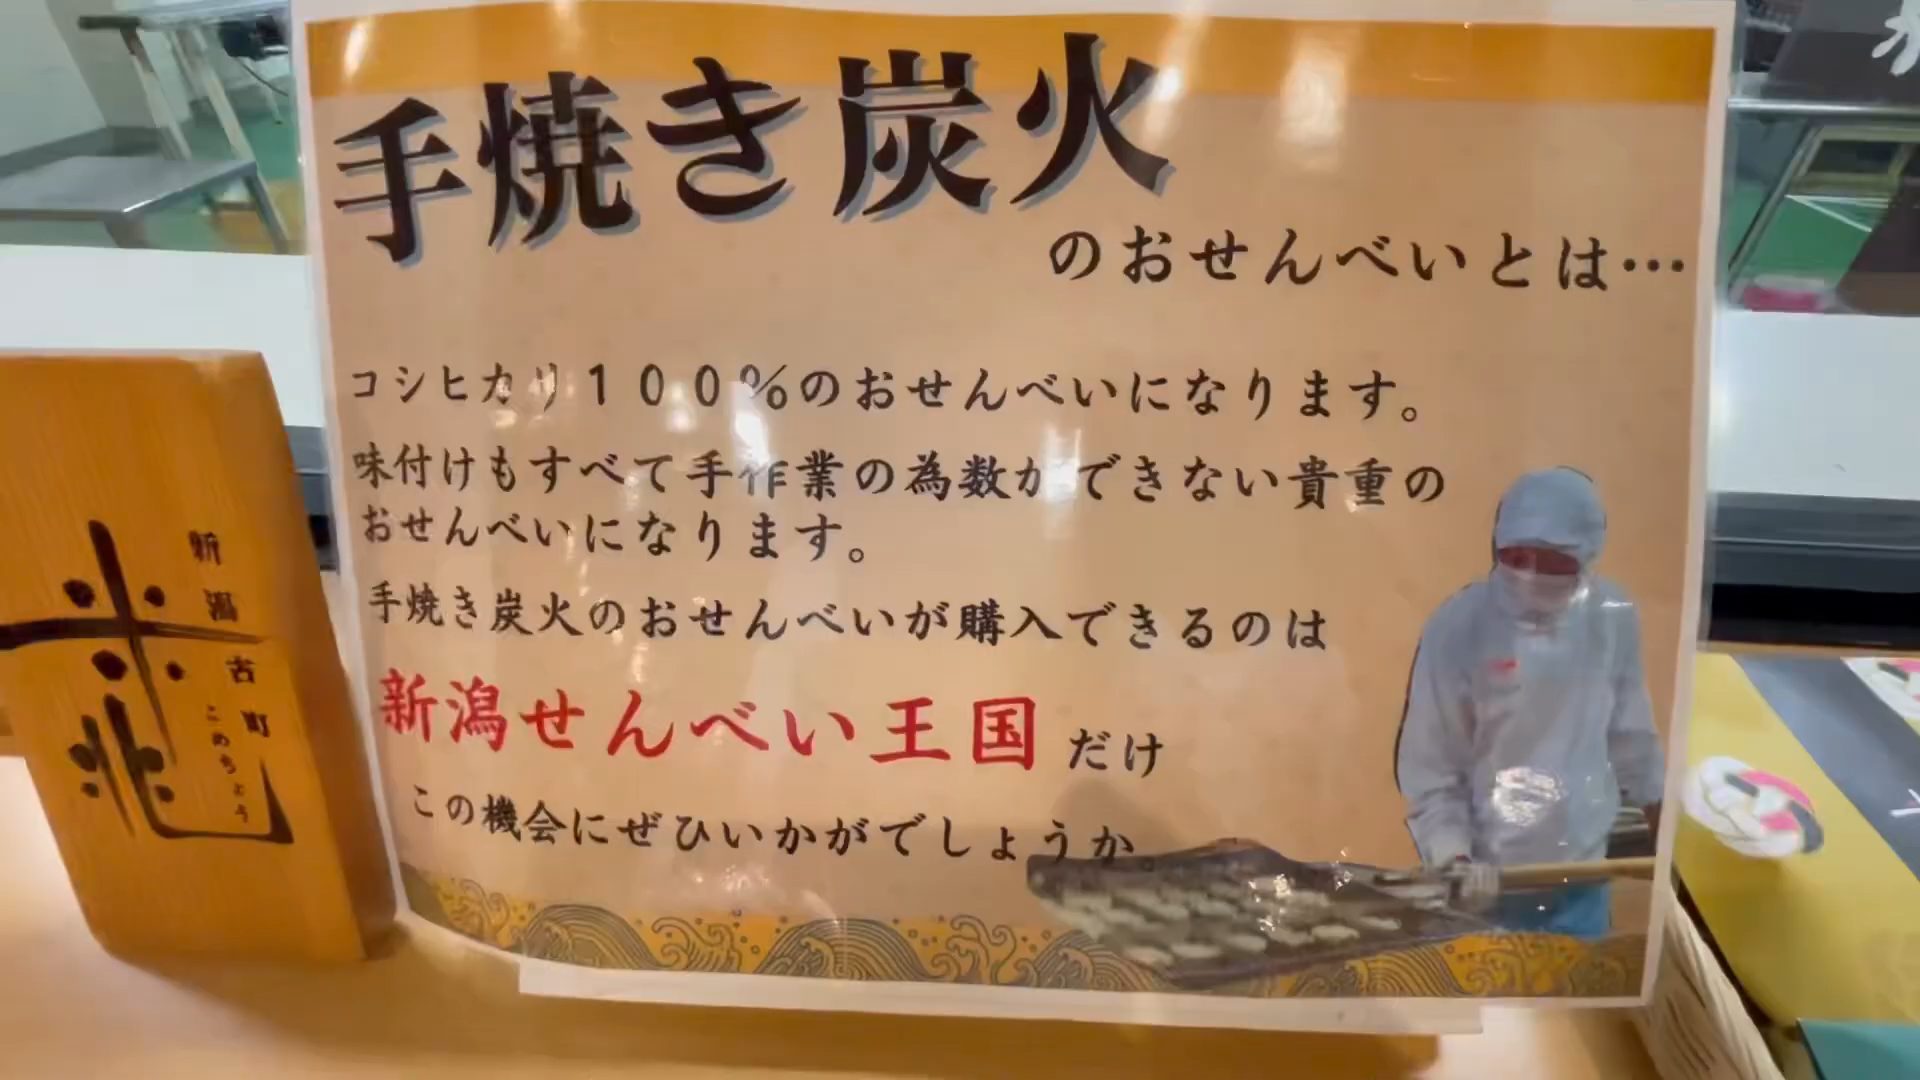 手焼き炭火
のおせんべいとは…
コシヒカリ100%のおせんべいになります。
味付けもすべて手作業の為数ができない貴重の
おせんべいになります。
手焼き炭火のおせんべいが購入できるのは
新潟せんべい王国だけ
この機会にぜひいかがでしょうか。
新潟古町
こめちょう
米兆